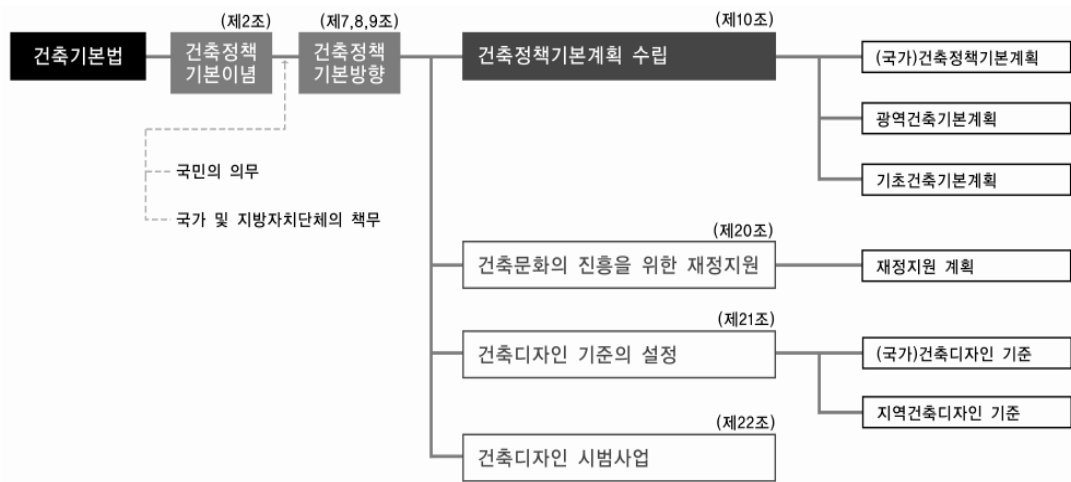 건축기본법
(제2조)
건축정책
기본이념
(제7,8,9조)
건축정책
기본방향
국민의 의무
국가 및 지방자치단체의 책무
(제10조)
건축정책기본계획 수립
(국가)건축정책기본계획
광역건축기본계획
기초건축기본계획
(제20조)
건축문화의 진흥을 위한 재정지원
재정지원 계획
(제21조)
건축디자인 기준의 설정
(국가)건축디자인 기준
지역건축디자인 기준
(제22조)
건축디자인 시범사업